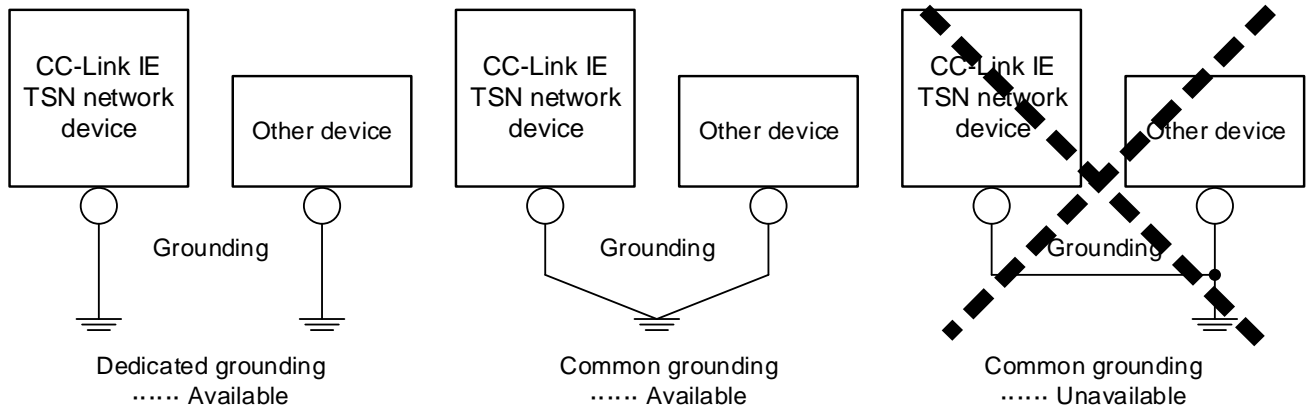 CC-Link IE
TSN network
device
Other device
Grounding
Dedicated grounding
······ Available
CC-Link IE
TSN network
device
Other device
Grounding
Common grounding
······ Available
CC-Link IE
TSN network
device
Other device
Grounding
Common grounding
······ Unavailable